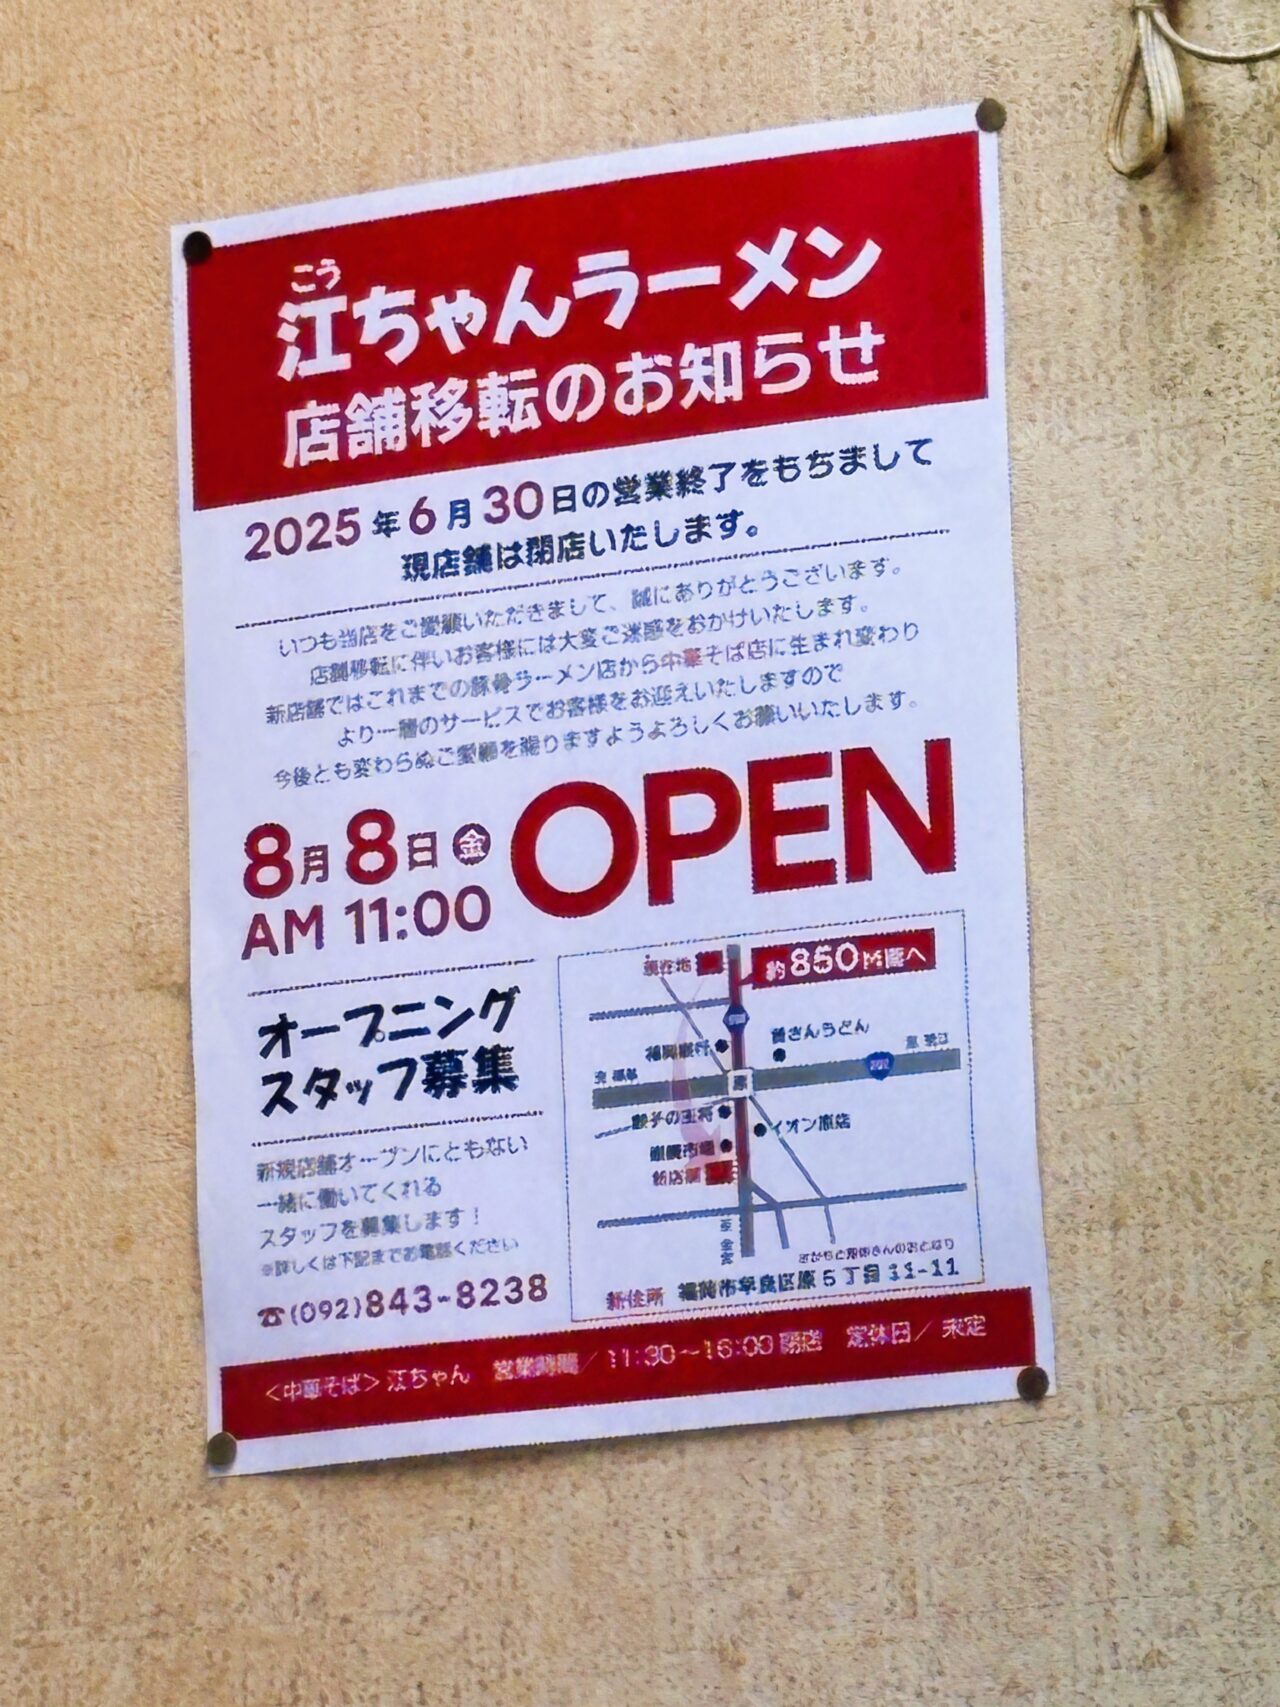 こう
江ちゃんラーメン
店舗移転のお知らせ
2025年6月30日の営業終了をもちまして
現店舗は閉店いたします。
いつも当店をご愛顧いただきまして、誠にありがとうございます。
店舗移転に伴いお客様には大変ご迷惑をおかけいたします。
新店舗ではこれまでの豚骨ラーメン店から中華そば店に生まれ変わり
より一層のサービスでお客様をお迎えいたしますので
今後とも変わらぬご愛顧を賜りますようよろしくお願いいたします。
8月8日㊎
AM 11:00
OPEN
オープニング
スタッフ募集
新規店舗オープンにともない
一緒に働いてくれる
スタッフを募集します!
※詳しくは下記までお電話ください
☎(092)843-8238
現在地
約850M南へ
福岡銀行
202
原
餃子の王将
イオン原店
新店舗
新住所 福岡市早良区原5丁目11-11
<中華そば>江ちゃん 営業時間/11:30~16:00閉店 定休日/未定